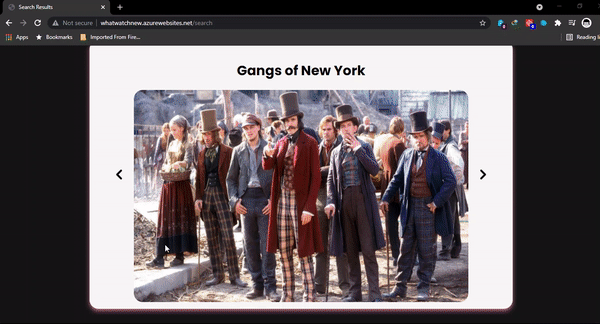 Search Results
Not secure | whatwatchnew.azurewebsites.net/search
Apps Bookmarks Imported From Fire... Reading
Gangs of New York